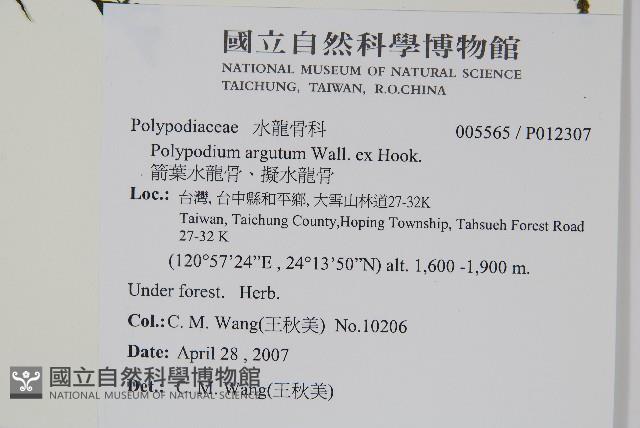 國立自然科學博物館
NATIONAL MUSEUM OF NATURAL SCIENCE
TAICHUNG, TAIWAN, R.O.CHINA
Polypodiaceae 水龍骨科 005565 / P012307
Polypodium argutum Wall. ex Hook.
箭葉水龍骨、擬水龍骨
Loc.: 台灣, 台中縣和平鄉, 大雪山林道27-32K
Taiwan, Taichung County,Hoping Township, Tahsueh Forest Road
27-32 K
(120°57’24”E , 24°13’50”N) alt. 1,600 -1,900 m.
Under forest. Herb.
Col.:C. M. Wang(王秋美) No.10206
Date: April 28 , 2007
Det.: C. M. Wang(王秋美)
國立自然科學博物館
NATIONAL MUSEUM OF NATURAL SCIENCE